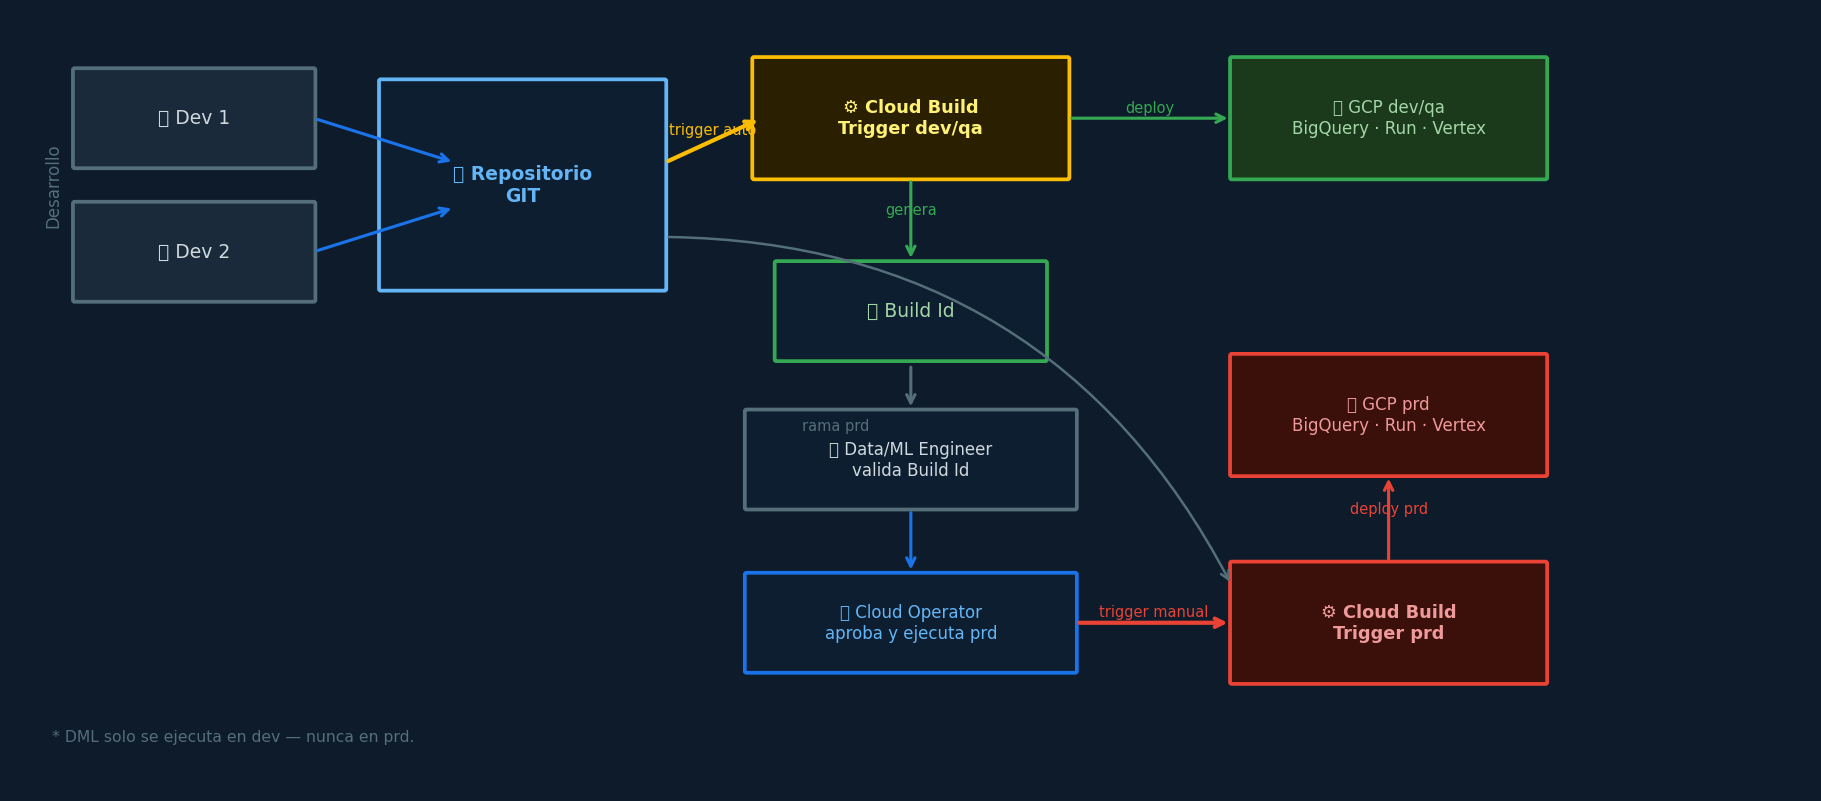 Desarrollo
Dev 1
Dev 2
Repositorio
GIT
trigger auto
⚙ Cloud Build
Trigger dev/qa
deploy
GCP dev/qa
BigQuery · Run · Vertex
genera
Build Id
rama prd
Data/ML Engineer
valida Build Id
Cloud Operator
aproba y ejecuta prd
trigger manual
GCP prd
BigQuery · Run · Vertex
deploy prd
⚙ Cloud Build
Trigger prd
* DML solo se ejecuta en dev — nunca en prd.